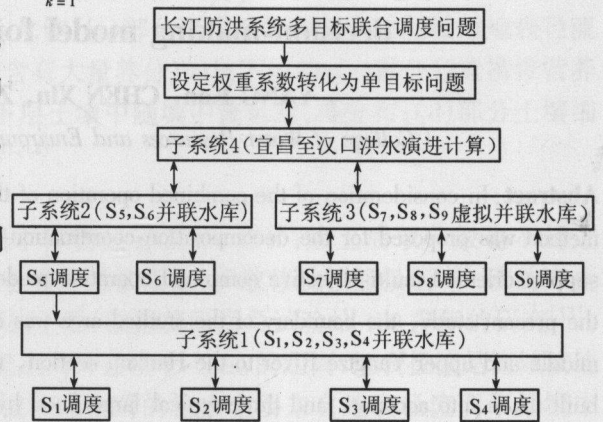 k=1
长江防洪系统多目标联合调度问题
设定权重系数转化为单目标问题
子系统4(宜昌至汉口洪水演进计算)
子系统2(S5,S6并联水库)
子系统3(S7,S8,S9虚拟并联水库)
S5调度
S6调度
S7调度
S8调度
S9调度
子系统1(S1,S2,S3,S4并联水库)
S1调度
S2调度
S3调度
S4调度